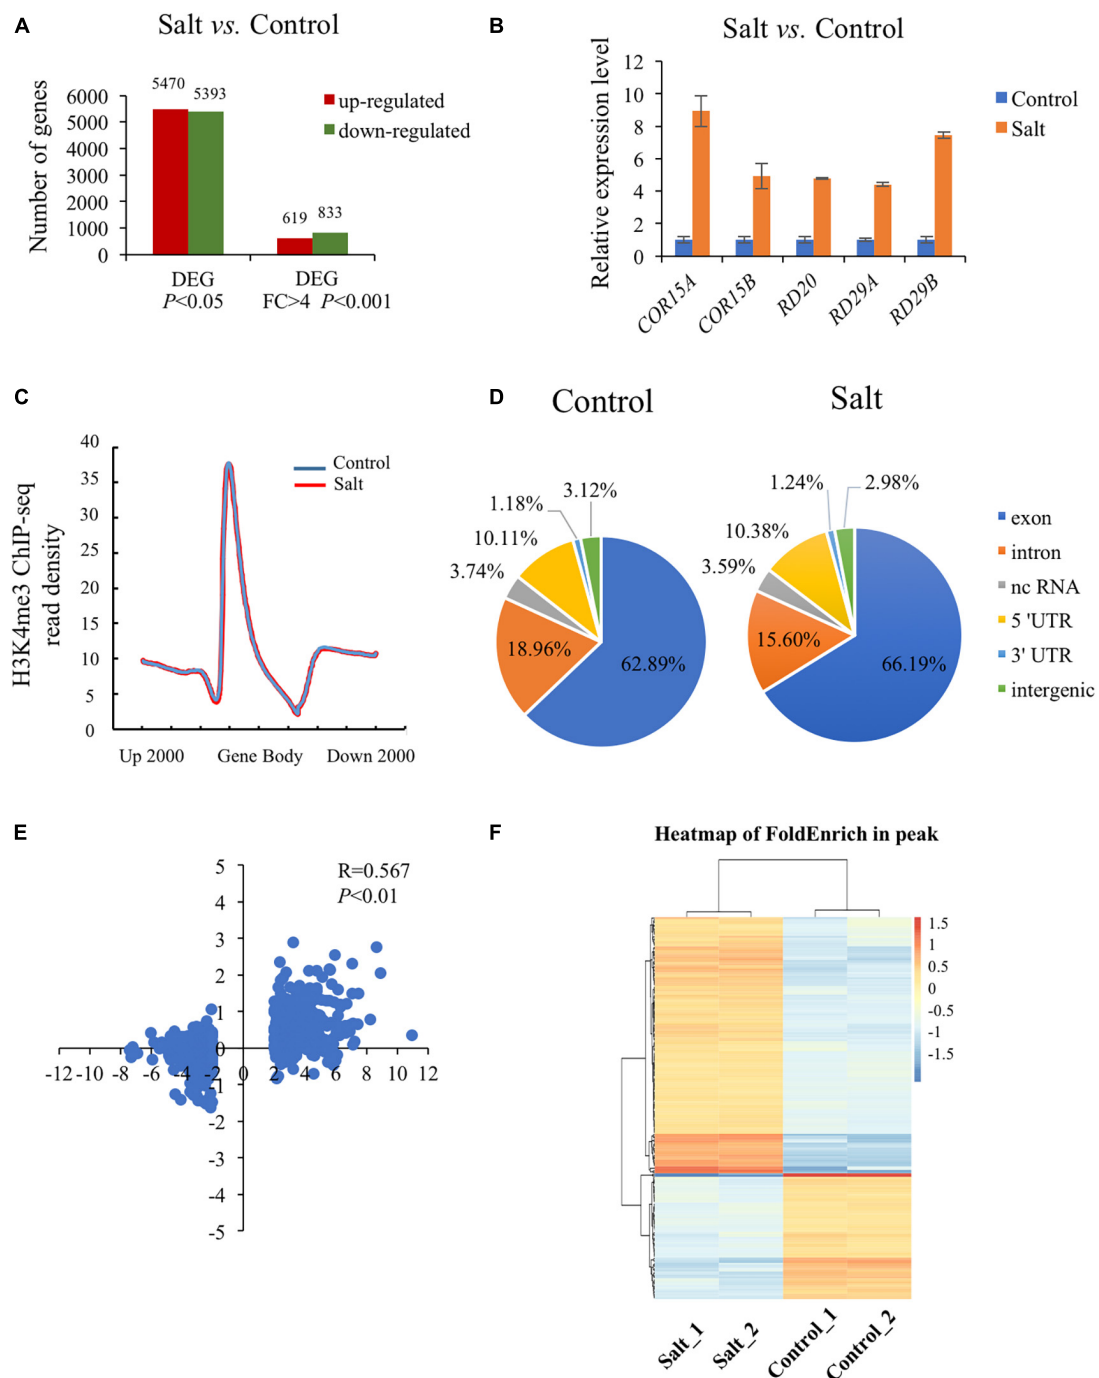 A
Salt vs. Control
Number of genes
6000
5000
4000
3000
2000
1000
0
5470
5393
619
833
up-regulated
down-regulated
DEG
P<0.05
DEG
FC>4 P<0.001
B
Salt vs. Control
Relative expression level
12
10
8
6
4
2
0
Control
Salt
COR15A
COR15B
RD20
RD29A
RD29B
C
H3K4me3 ChIP-seq
read density
40
35
30
25
20
15
10
5
0
Control
Salt
Up 2000
Gene Body
Down 2000
D
Control
3.12%
1.18%
10.11%
3.74%
18.96%
62.89%
Salt
1.24%
2.98%
10.38%
3.59%
15.60%
66.19%
exon
intron
nc RNA
5 'UTR
3' UTR
intergenic
E
R=0.567
P<0.01
5
4
3
2
1
0
-1
-2
-3
-4
-5
-12 -10 -8 -6 -4 -2 0 2 4 6 8 10 12
F
Heatmap of FoldEnrich in peak
1.5
1
0.5
0
-0.5
-1
-1.5
Salt_1
Salt_2
Control_1
Control_2